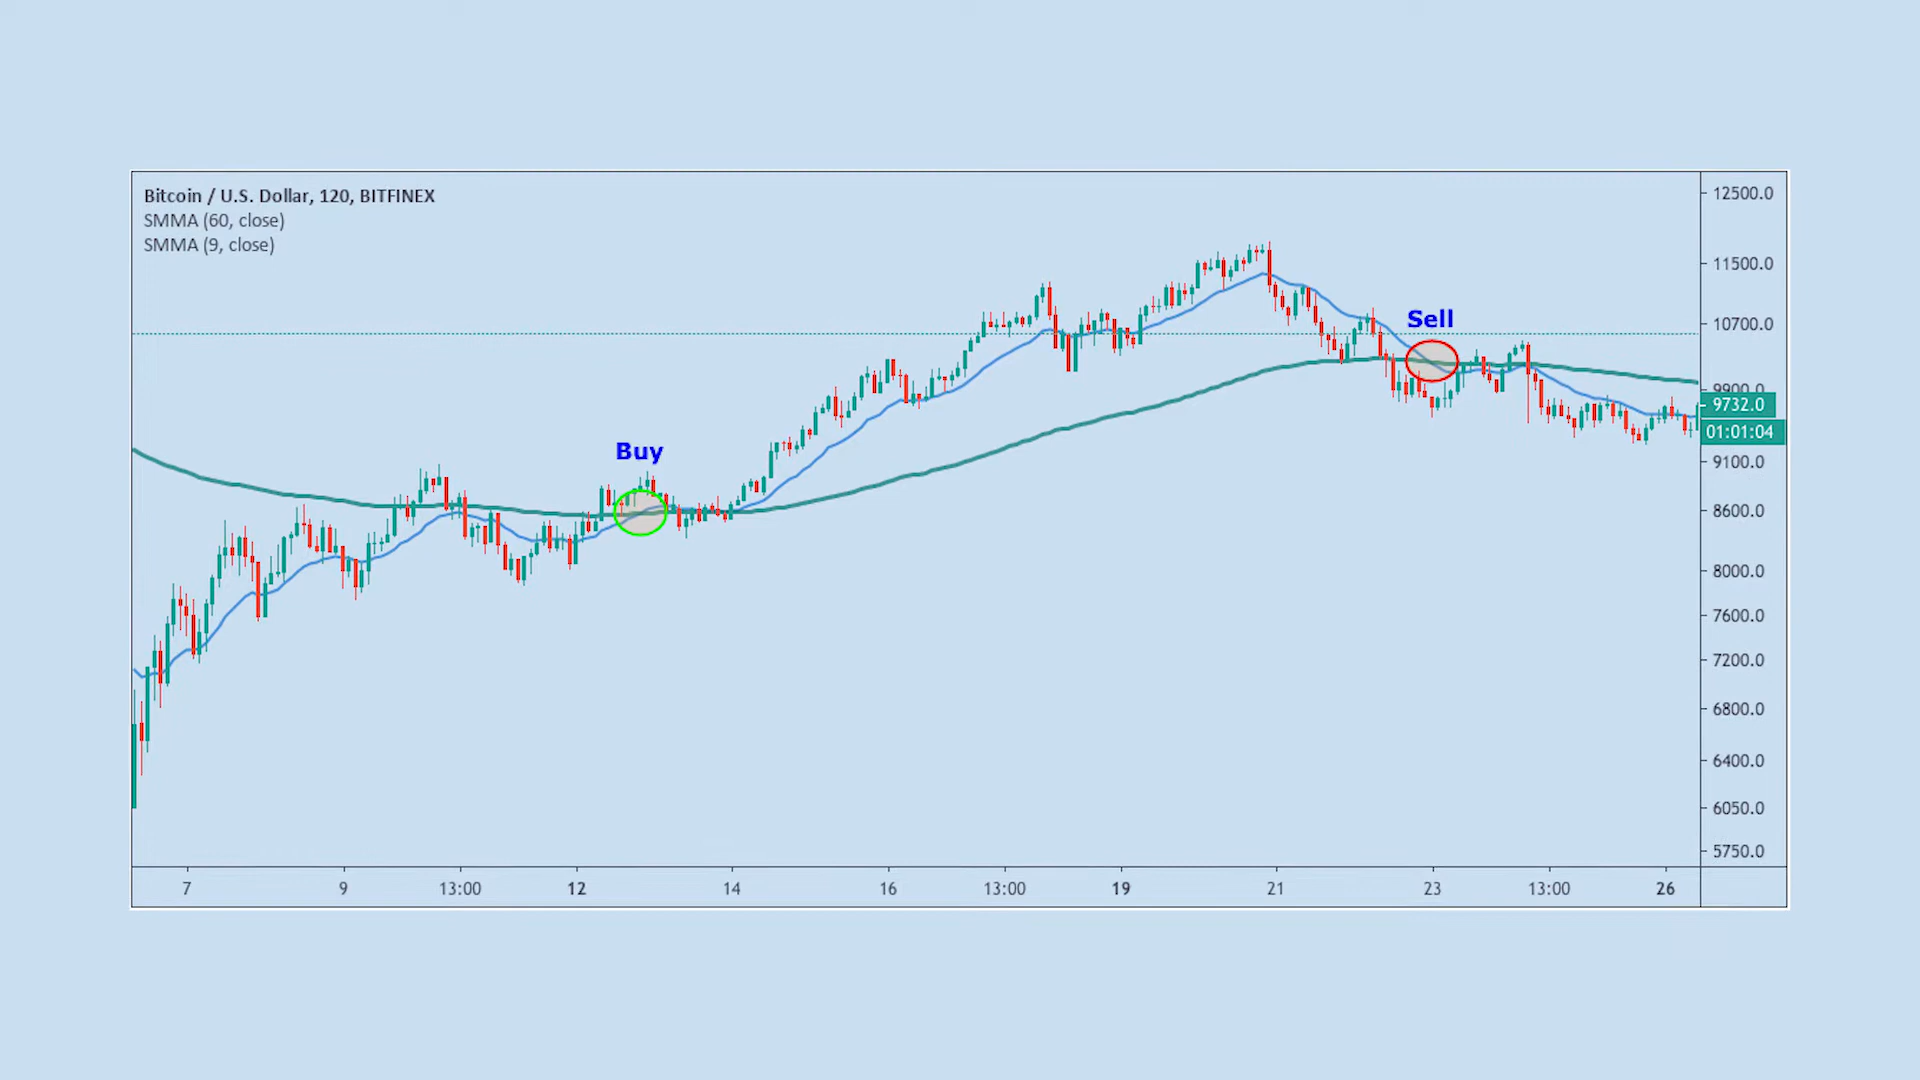 Bitcoin / U.S. Dollar, 120, BITFINEX
SMMA (60, close)
SMMA (9, close)
12500.0
11500.0
Sell
10700.0
9900.0
9732.0
01:01:04
Buy
9100.0
8600.0
8000.0
7600.0
7200.0
6800.0
6400.0
6050.0
5750.0
7 9 13:00 12 14 16 13:00 19 21 23 13:00 26